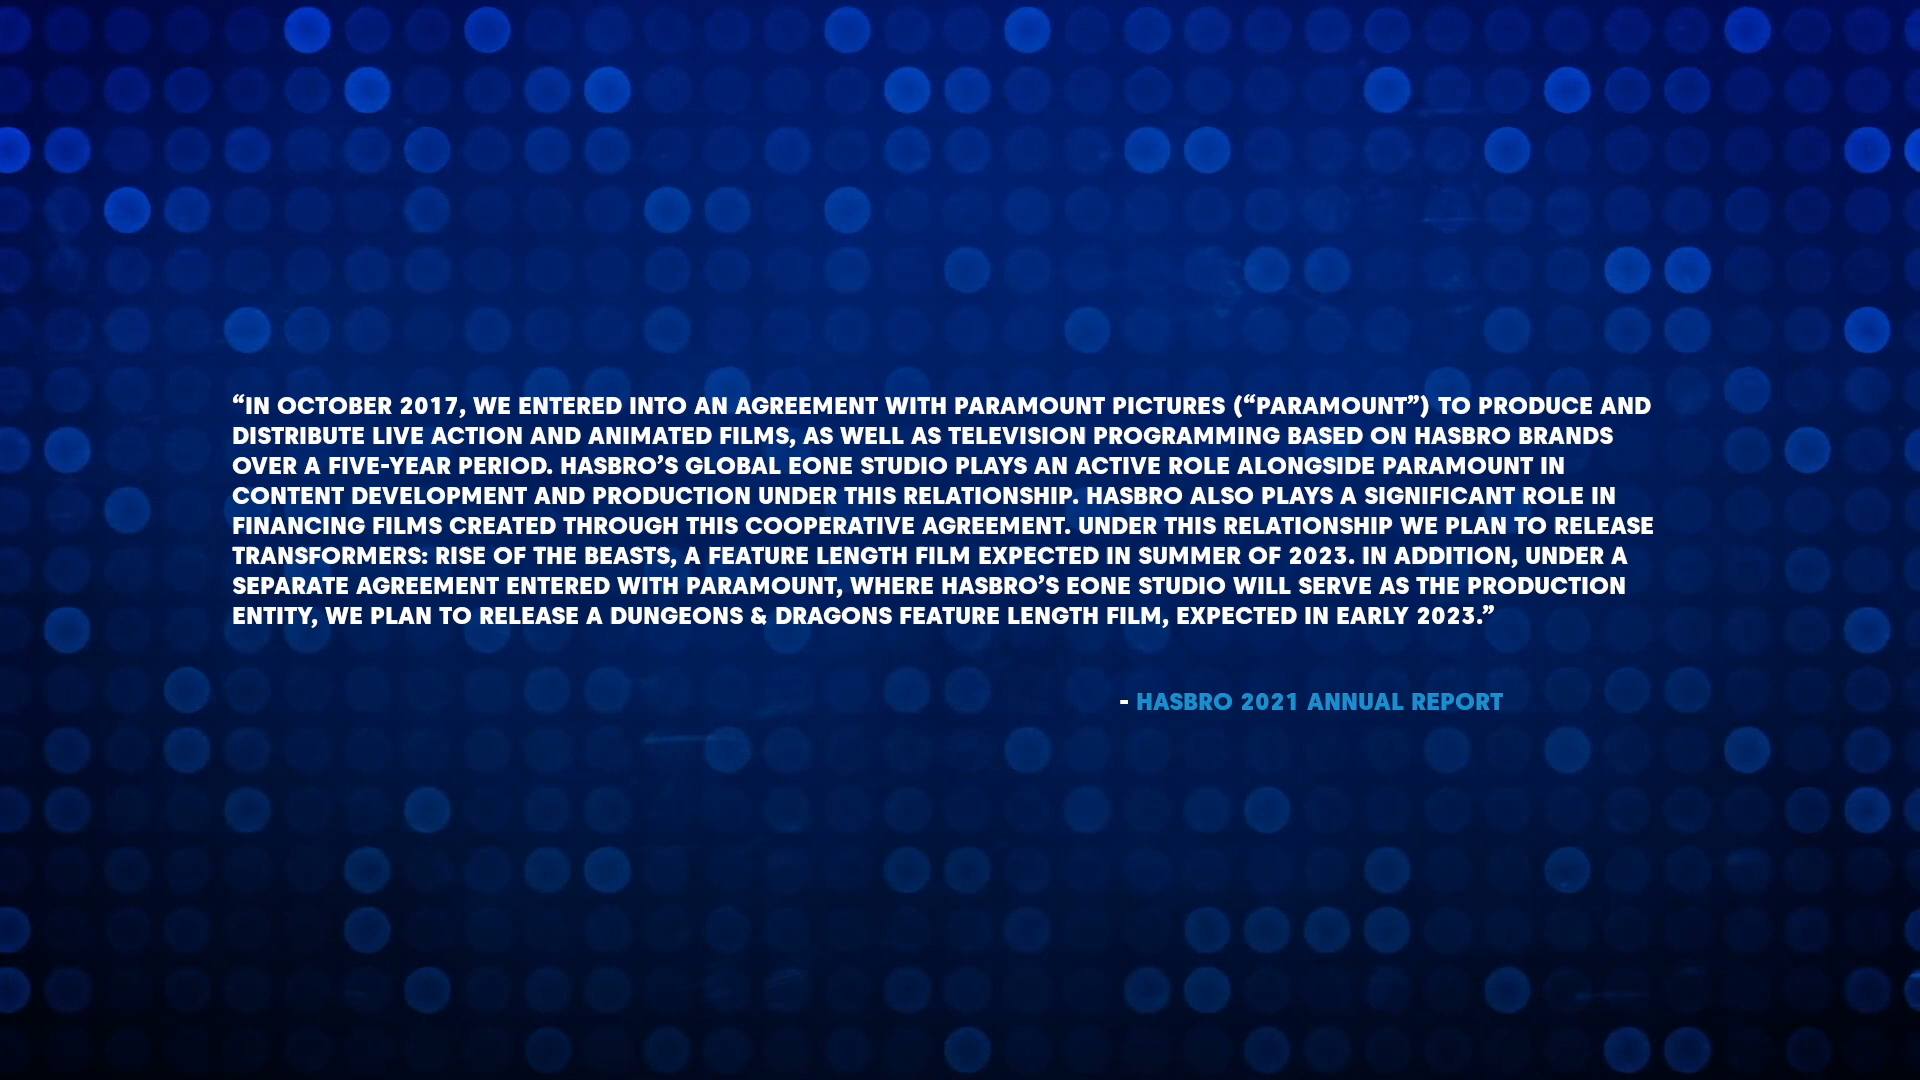 “IN OCTOBER 2017, WE ENTERED INTO AN AGREEMENT WITH PARAMOUNT PICTURES (“PARAMOUNT”) TO PRODUCE AND
DISTRIBUTE LIVE ACTION AND ANIMATED FILMS, AS WELL AS TELEVISION PROGRAMMING BASED ON HASBRO BRANDS
OVER A FIVE-YEAR PERIOD. HASBRO’S GLOBAL EONE STUDIO PLAYS AN ACTIVE ROLE ALONGSIDE PARAMOUNT IN
CONTENT DEVELOPMENT AND PRODUCTION UNDER THIS RELATIONSHIP. HASBRO ALSO PLAYS A SIGNIFICANT ROLE IN
FINANCING FILMS CREATED THROUGH THIS COOPERATIVE AGREEMENT. UNDER THIS RELATIONSHIP WE PLAN TO RELEASE
TRANSFORMERS: RISE OF THE BEASTS, A FEATURE LENGTH FILM EXPECTED IN SUMMER OF 2023. IN ADDITION, UNDER A
SEPARATE AGREEMENT ENTERED WITH PARAMOUNT, WHERE HASBRO’S EONE STUDIO WILL SERVE AS THE PRODUCTION
ENTITY, WE PLAN TO RELEASE A DUNGEONS & DRAGONS FEATURE LENGTH FILM, EXPECTED IN EARLY 2023.”
- HASBRO 2021 ANNUAL REPORT